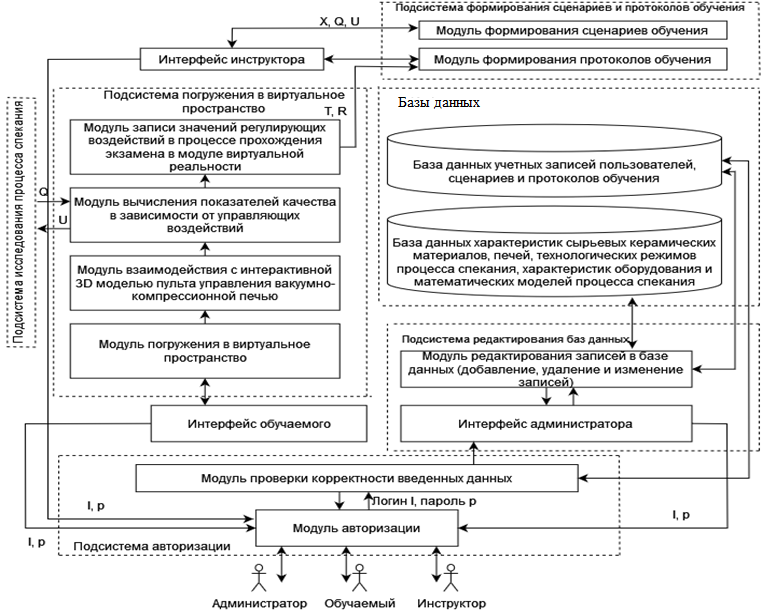 Подсистема формирования сценариев и протоколов обучения
X, Q, U
Модуль формирования сценариев обучения
Интерфейс инструктора
Модуль формирования протоколов обучения
Подсистема погружения в виртуальное
пространство
T, R
Базы данных
Модуль записи значений регулирующих
воздействий в процессе прохождения
экзамена в модуле виртуальной
реальности
База данных учетных записей пользователей,
сценариев и протоколов обучения
Подсистема исследования процесса спекания
Q
U
Модуль вычисления показателей качества
в зависимости от управляющих
воздействий
База данных характеристик сырьевых керамических
материалов, печей, технологических режимов
процесса спекания, характеристик оборудования и
математических моделей процесса спекания
Модуль взаимодействия с интерактивной
3D моделью пульта управления вакуумно-
компрессионной печью
Модуль погружения в виртуальное
пространство
Подсистема редактирования баз данных
Модуль редактирования записей в базе
данных (добавление, удаление и изменение
записей)
Интерфейс обучаемого
Интерфейс администратора
Модуль проверки корректности введенных данных
Логин l, пароль p
l, p
Модуль авторизации
l, p
l, p
Подсистема авторизации
Администратор
Обучаемый
Инструктор